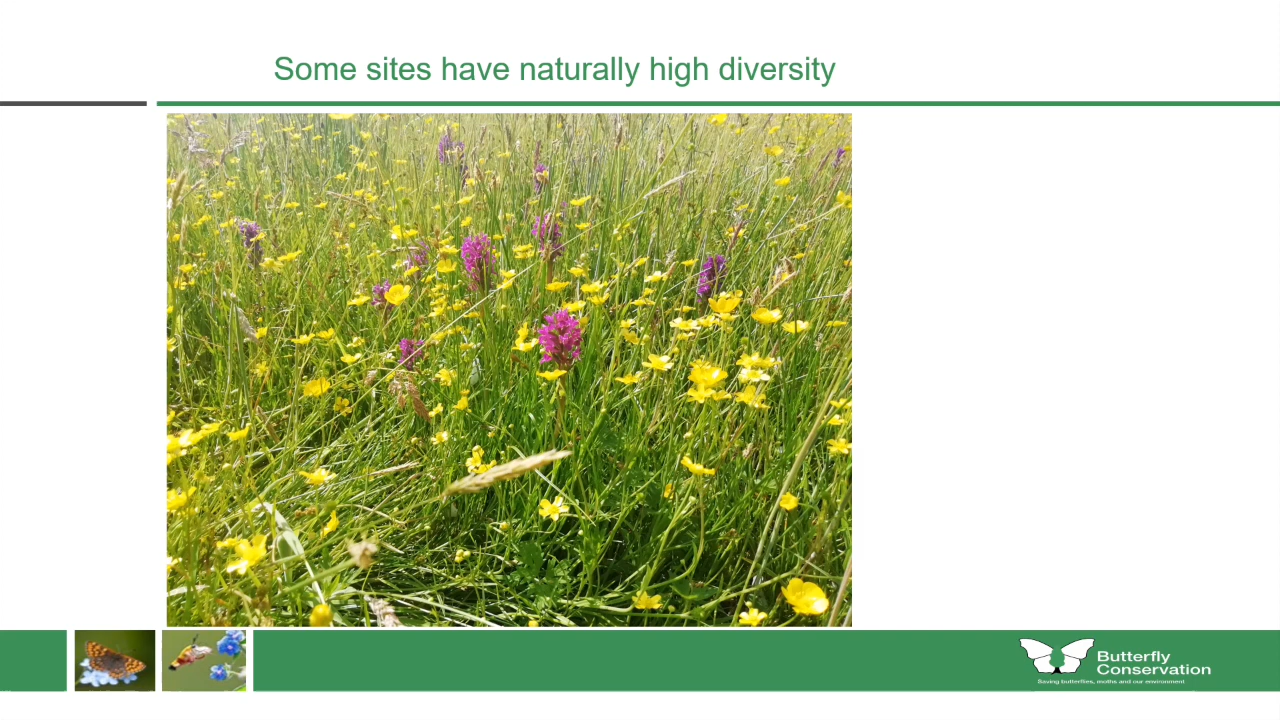 Some sites have naturally high diversity
Butterfly
Conservation
Saving butterflies, moths and our environment